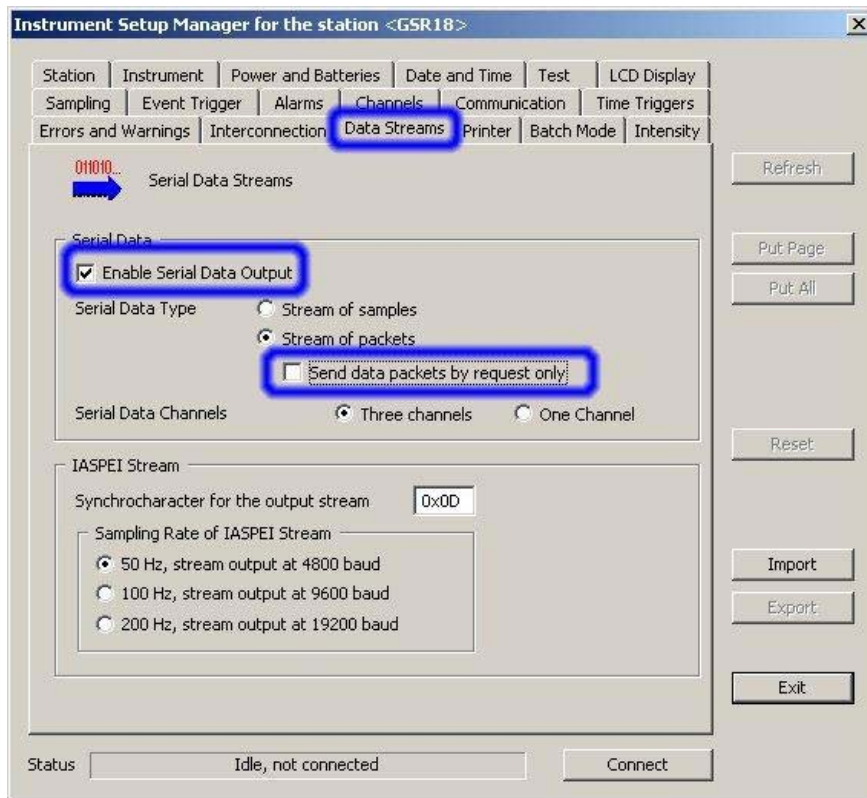 Instrument Setup Manager for the station <GSR18>
Station Instrument Power and Batteries Date and Time Test LCD Display
Sampling Event Trigger Alarms Channels Communication Time Triggers
Errors and Warnings Interconnection Data Streams Printer Batch Mode Intensity
011010...
Serial Data Streams
Refresh
Serial Data
Put Page
Enable Serial Data Output
Put All
Serial Data Type Stream of samples
Stream of packets
Send data packets by request only
Serial Data Channels Three channels One Channel
Reset
IASPEI Stream
Synchrocharacter for the output stream 0x0D
Sampling Rate of IASPEI Stream
50 Hz, stream output at 4800 baud
Import
100 Hz, stream output at 9600 baud
Export
200 Hz, stream output at 19200 baud
Exit
Status Idle, not connected Connect